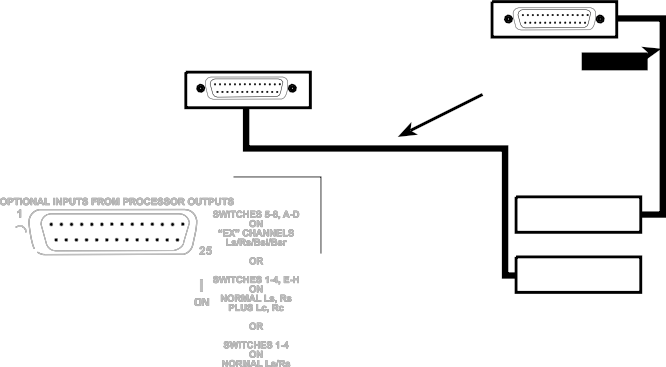 OPTIONAL INPUTS FROM PROCESSOR OUTPUTS
1
25
SWITCHES 5-8, A-D
ON
“EX” CHANNELS
Ls/Rs/Bsl/Bsr
OR
SWITCHES 1-4, E-H
ON
NORMAL Ls, Rs
PLUS Lc, Rc
OR
SWITCHES 1-4
ON
NORMAL Ls/Rs